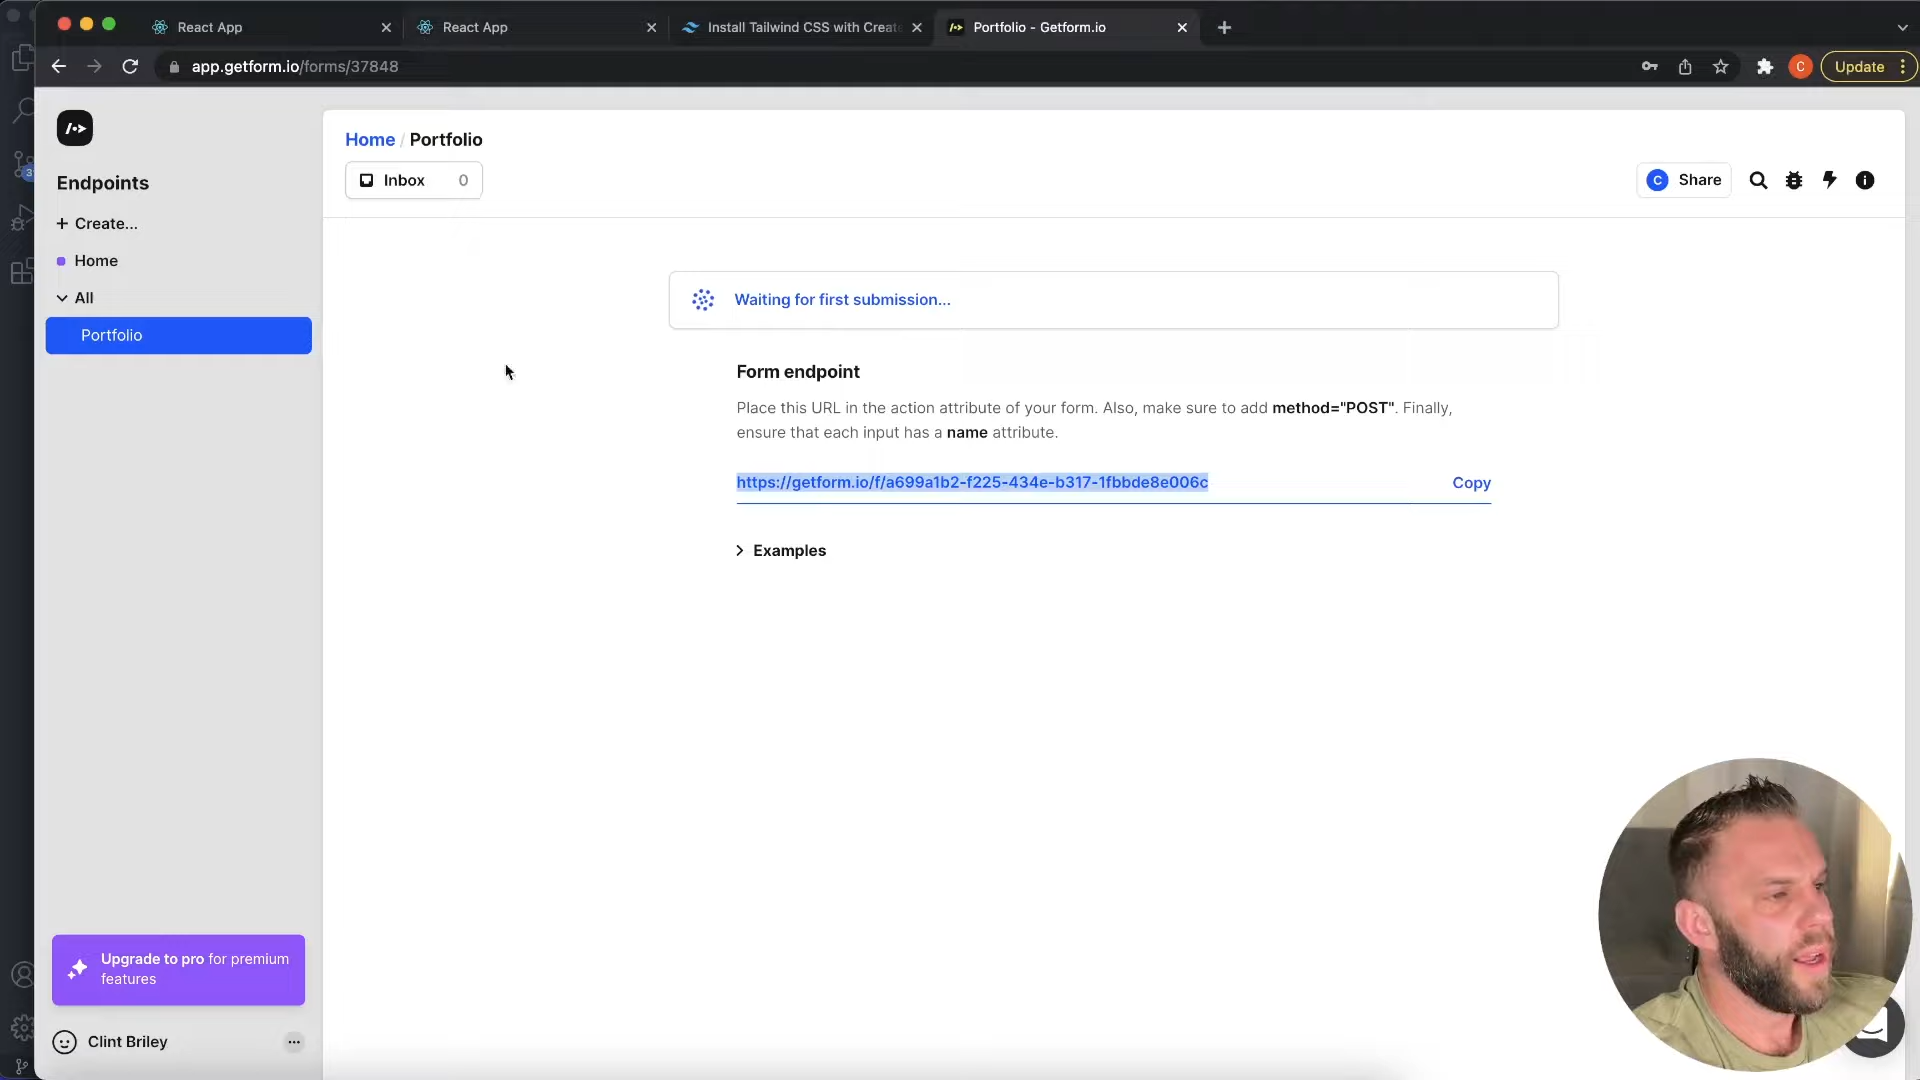 React App
React App
Install Tailwind CSS with Create
Portfolio - Getform.io
app.getform.io/forms/37848
C
Update
Endpoints
+ Create...
Home
All
Portfolio
Home / Portfolio
Inbox 0
C Share
Waiting for first submission...
Form endpoint
Place this URL in the action attribute of your form. Also, make sure to add method="POST". Finally,
ensure that each input has a name attribute.
https://getform.io/f/a699a1b2-f225-434e-b317-1fbbde8e006c
Copy
Examples
Upgrade to pro for premium
features
Clint Briley